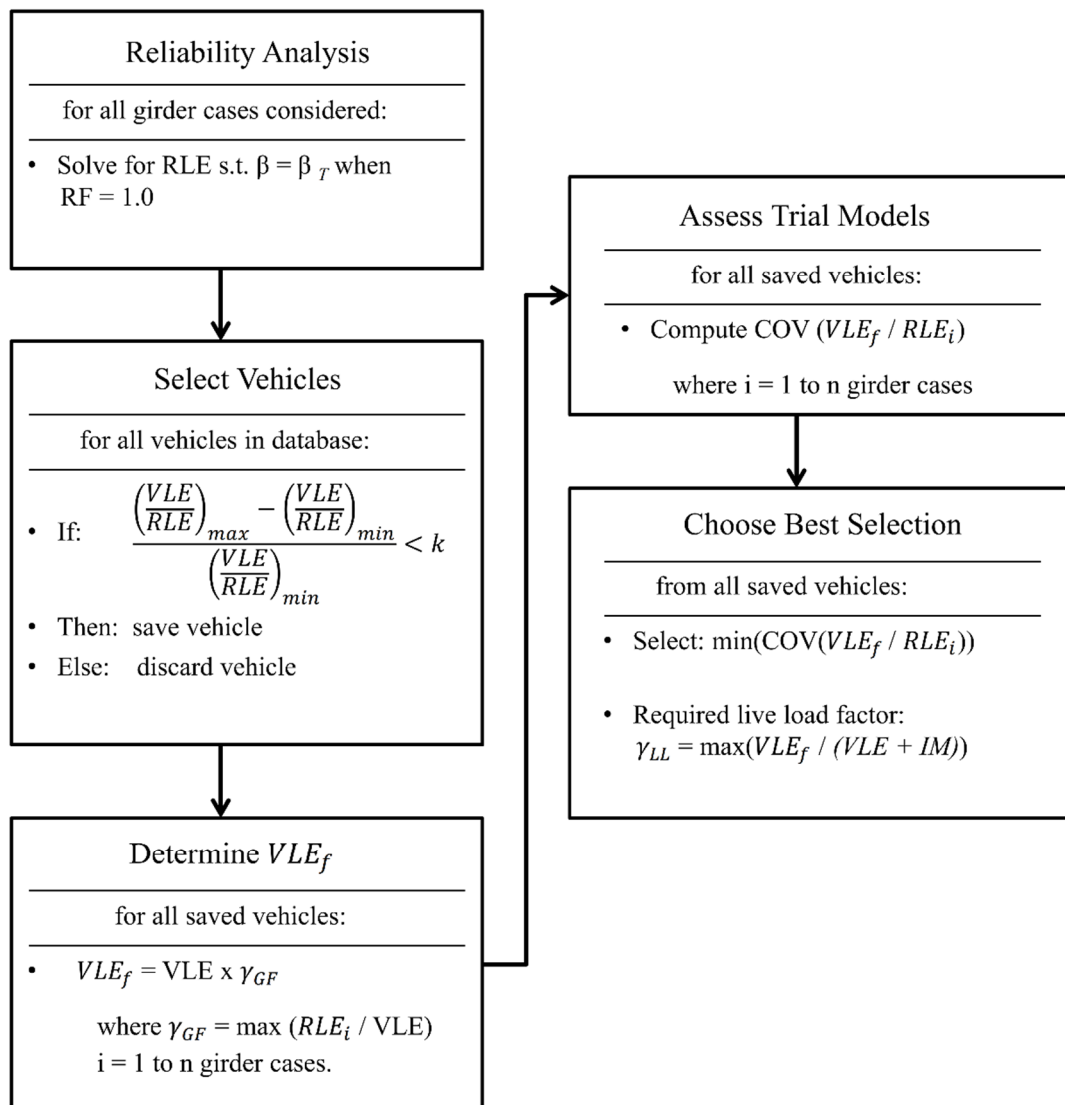 Reliability Analysis
for all girder cases considered:
• Solve for RLE s.t. β = β_T when
RF = 1.0
Select Vehicles
for all vehicles in database:
• If: ((VLE/RLE)_max − (VLE/RLE)_min) / (VLE/RLE)_min < k
• Then: save vehicle
• Else: discard vehicle
Determine VLE_f
for all saved vehicles:
• VLE_f = VLE x γ_GF
where γ_GF = max (RLE_i / VLE)
i = 1 to n girder cases.
Assess Trial Models
for all saved vehicles:
• Compute COV (VLE_f / RLE_i)
where i = 1 to n girder cases
Choose Best Selection
from all saved vehicles:
• Select: min(COV(VLE_f / RLE_i))
• Required live load factor:
γ_LL = max(VLE_f / (VLE + IM))